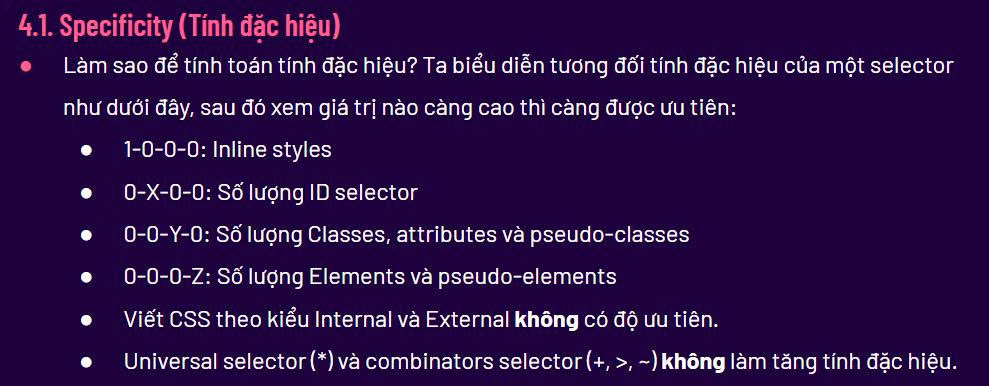 4.1. Specificity (Tính đặc hiệu)
● Làm sao để tính toán tính đặc hiệu? Ta biểu diễn tương đối tính đặc hiệu của một selector
như dưới đây, sau đó xem giá trị nào càng cao thì càng được ưu tiên:
● 1-0-0-0: Inline styles
● 0-X-0-0: Số lượng ID selector
● 0-0-Y-0: Số lượng Classes, attributes và pseudo-classes
● 0-0-0-Z: Số lượng Elements và pseudo-elements
● Viết CSS theo kiểu Internal và External không có độ ưu tiên.
● Universal selector (*) và combinators selector (+, >, ~) không làm tăng tính đặc hiệu.